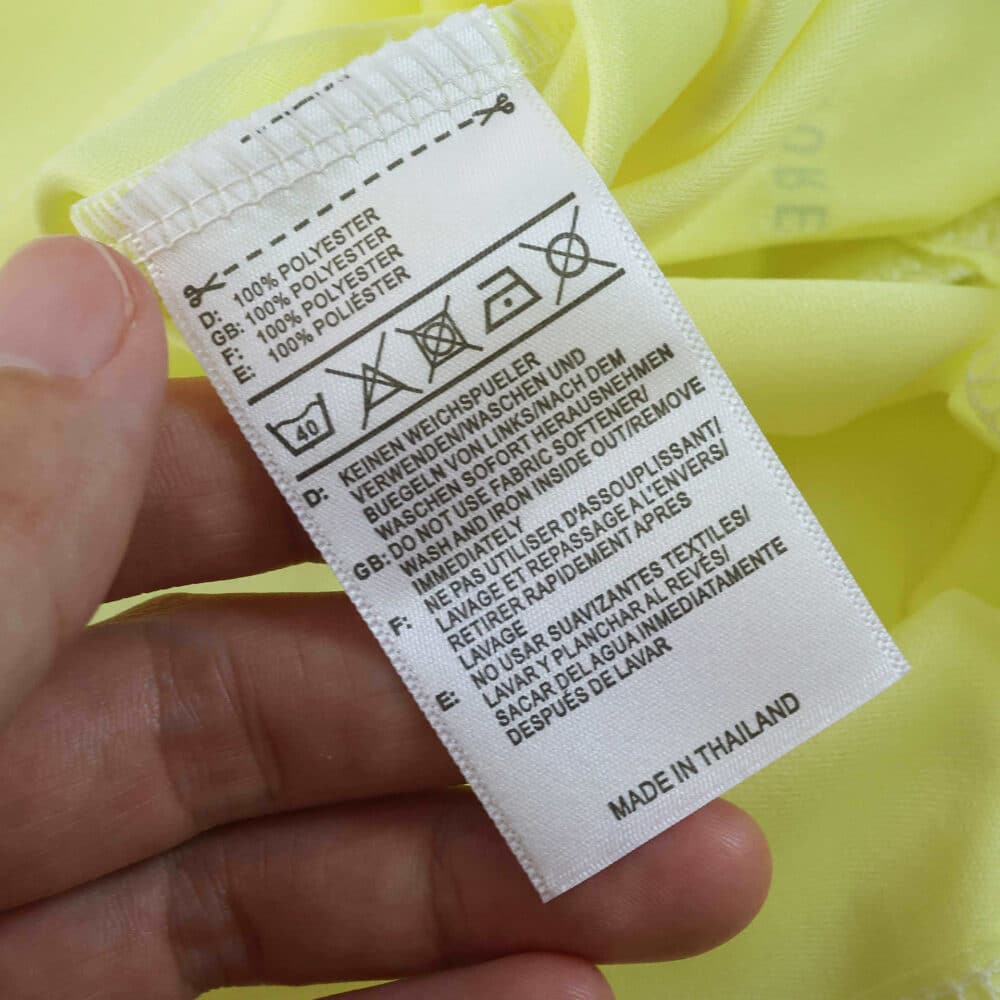 D: 100% POLYESTER
GB: 100% POLYESTER
F: 100% POLYESTER
E: 100% POLIÉSTER
40
D: KEINEN WEICHSPUELER
VERWENDEN/WASCHEN UND
BUEGELN VON LINKS/NACH DEM
WASCHEN SOFORT HERAUSNEHMEN
GB: DO NOT USE FABRIC SOFTENER/
WASH AND IRON INSIDE OUT/REMOVE
IMMEDIATELY
F: NE PAS UTILISER D'ASSOUPLISSANT/
LAVAGE ET REPASSAGE A L'ENVERS/
RETIRER RAPIDEMENT APRÈS
LAVAGE
E: NO USAR SUAVIZANTES TEXTILES/
LAVAR Y PLANCHAR AL REVÉS/
SACAR DEL AGUA INMEDIATAMENTE
DESPUÉS DE LAVAR
MADE IN THAILAND